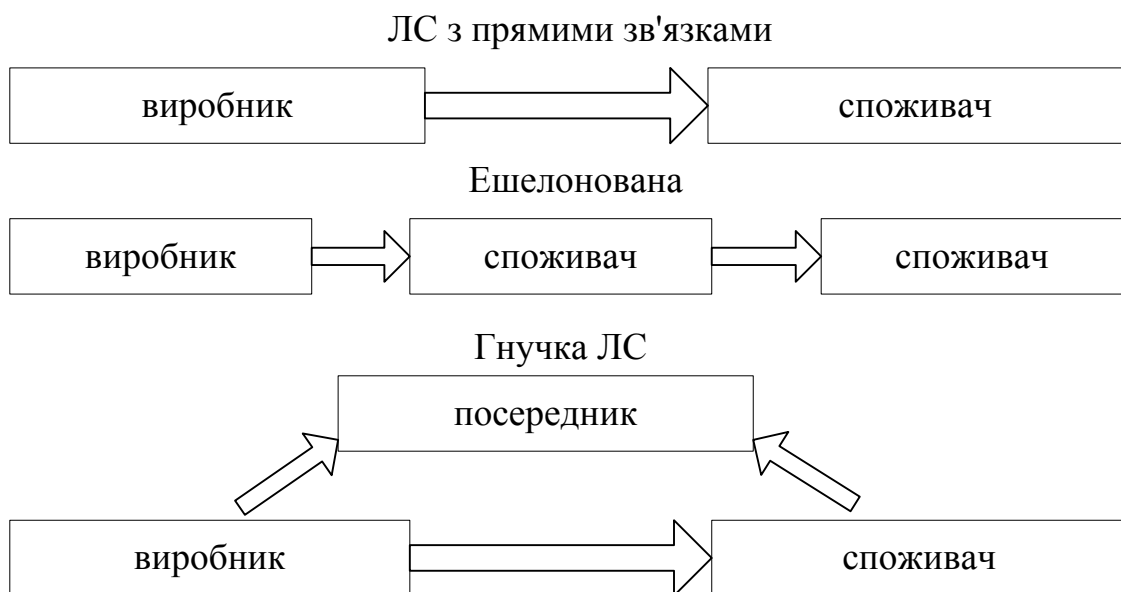 ЛС з прямими зв'язками
виробник споживач
Ешелонована
виробник споживач споживач
Гнучка ЛС
посередник
виробник споживач